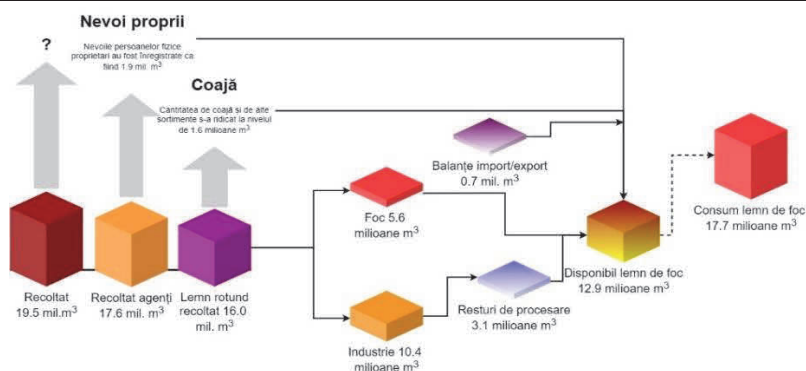 Nevoi proprii
?
Nevoile persoanelor fizice
proprietari au fost înregistrate ca
fiind 1.9 mil. m³
Coajă
Cantitatea de coajă și de alte
sortimente s-a ridicat la nivelul
de 1.6 milioane m³
Balanțe import/export
0.7 mil. m³
Foc 5.6
milioane m³
Consum lemn de foc
17.7 milioane m³
Disponibil lemn de foc
12.9 milioane m³
Recoltat
19.5 mil.m³
Recoltat agenți
17.6 mil. m³
Lemn rotund
recoltat 16.0
mil. m³
Resturi de procesare
3.1 milioane m³
Industrie 10.4
milioane m³